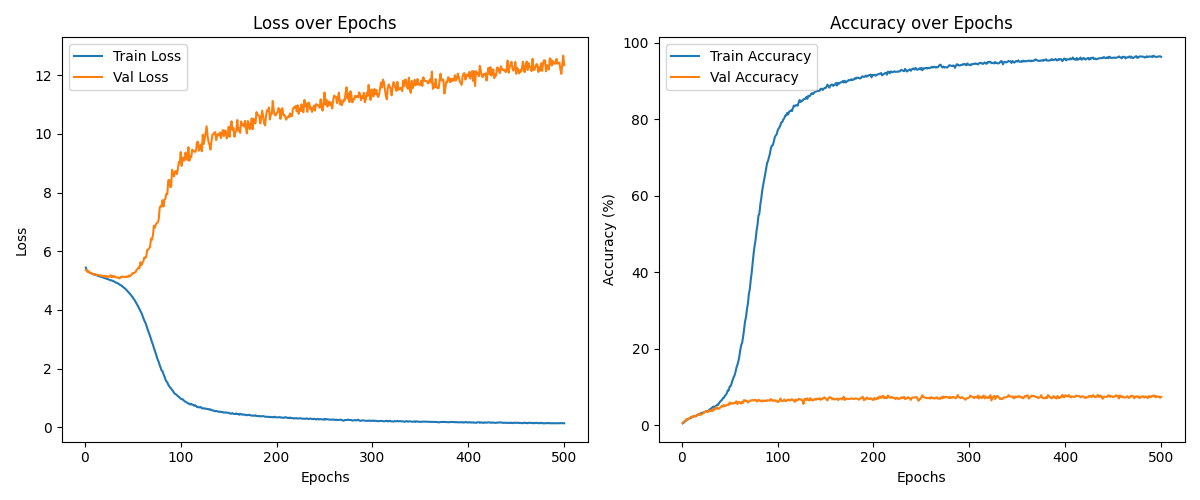 Loss over Epochs
Train Loss
Val Loss
12
10
8
6
4
2
0
Loss
0 100 200 300 400 500
Epochs
Accuracy over Epochs
Train Accuracy
Val Accuracy
100
80
60
40
20
0
Accuracy (%)
0 100 200 300 400 500
Epochs